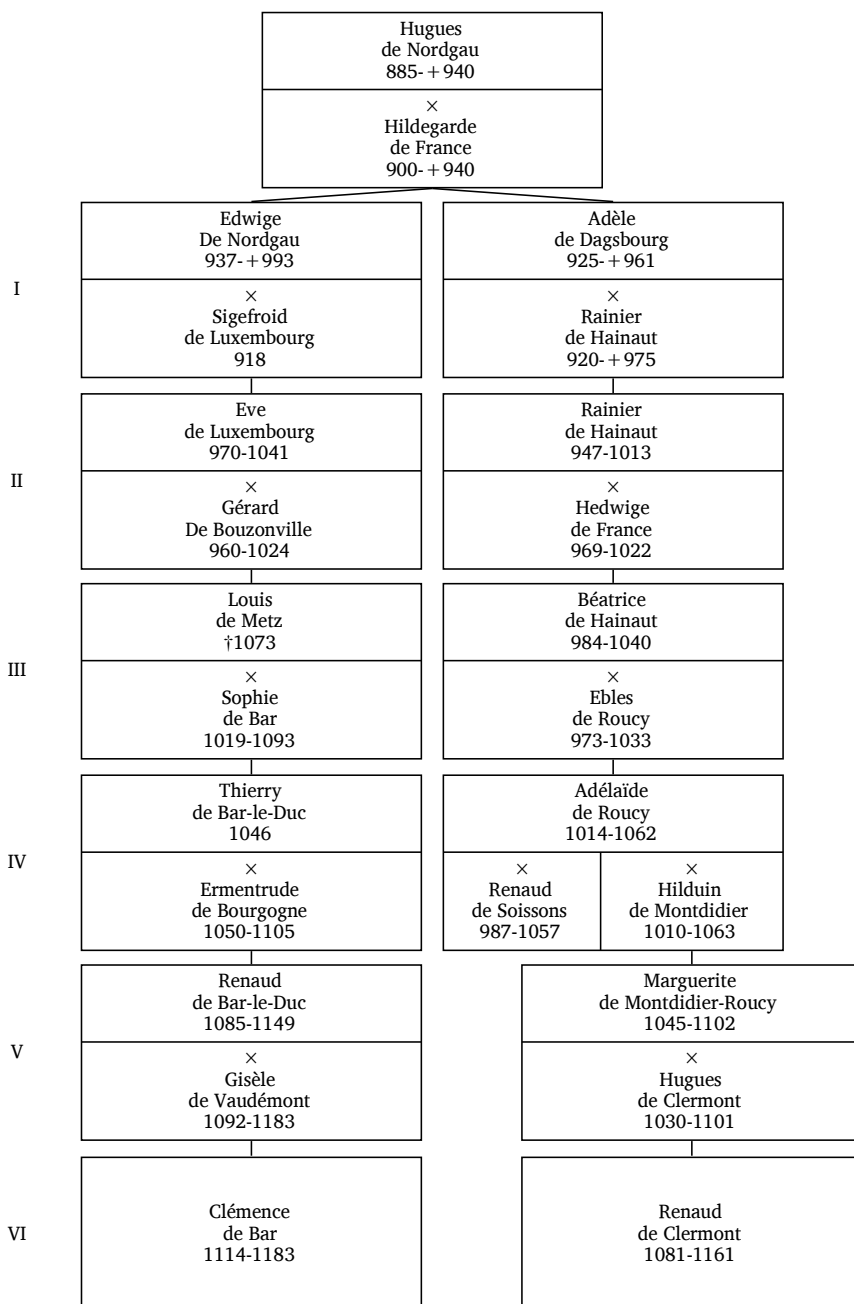 Hugues
de Nordgau
885-+940
×
Hildegarde
de France
900-+940
I
Edwige
De Nordgau
937-+993
×
Sigefroid
de Luxembourg
918
Adèle
de Dagsbourg
925-+961
×
Rainier
de Hainaut
920-+975
II
Eve
de Luxembourg
970-1041
×
Gérard
De Bouzonville
960-1024
Rainier
de Hainaut
947-1013
×
Hedwige
de France
969-1022
III
Louis
de Metz
†1073
×
Sophie
de Bar
1019-1093
Béatrice
de Hainaut
984-1040
×
Ebles
de Roucy
973-1033
IV
Thierry
de Bar-le-Duc
1046
×
Ermentrude
de Bourgogne
1050-1105
Adélaïde
de Roucy
1014-1062
×
Renaud
de Soissons
987-1057
×
Hilduin
de Montdidier
1010-1063
V
Renaud
de Bar-le-Duc
1085-1149
×
Gisèle
de Vaudémont
1092-1183
Marguerite
de Montdidier-Roucy
1045-1102
×
Hugues
de Clermont
1030-1101
VI
Clémence
de Bar
1114-1183
Renaud
de Clermont
1081-1161